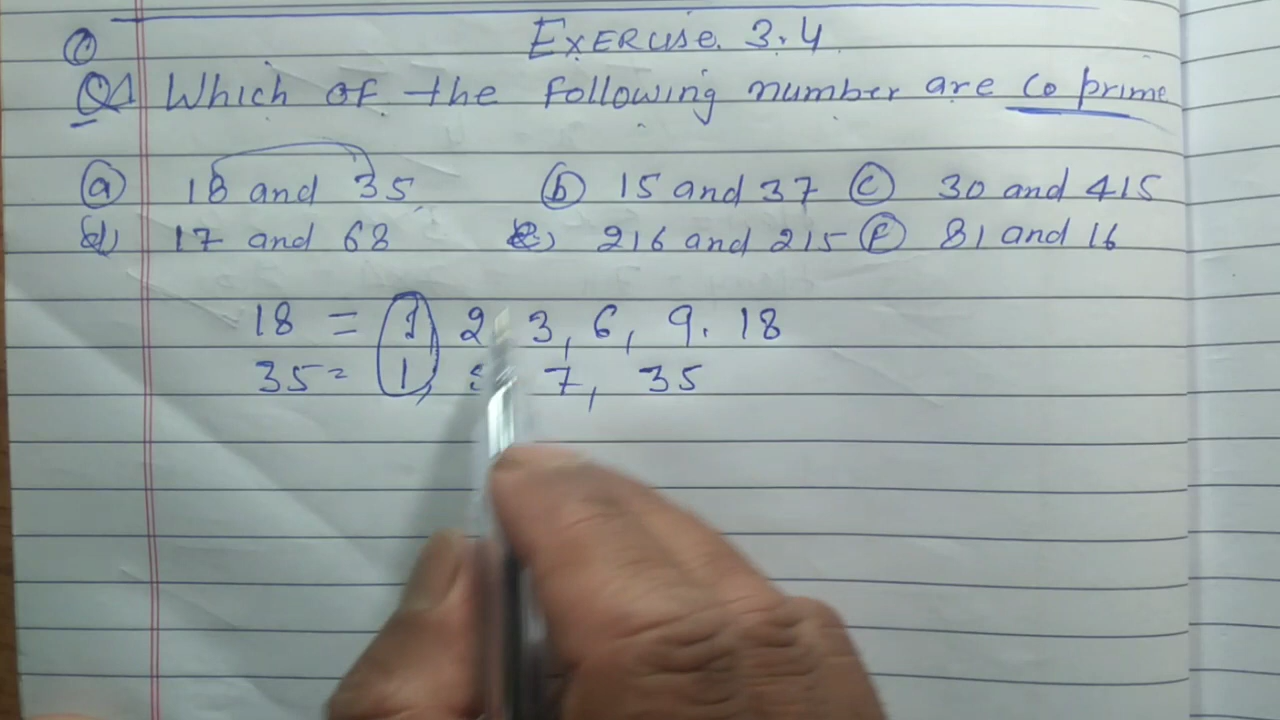 Exercise. 3.4
Q1 Which of the following number are co prime
(a) 18 and 35 (b) 15 and 37 (c) 30 and 415
(d) 17 and 68 (e) 216 and 215 (f) 81 and 16
18 = 1 2 3, 6, 9. 18
35 = 1, 7, 35